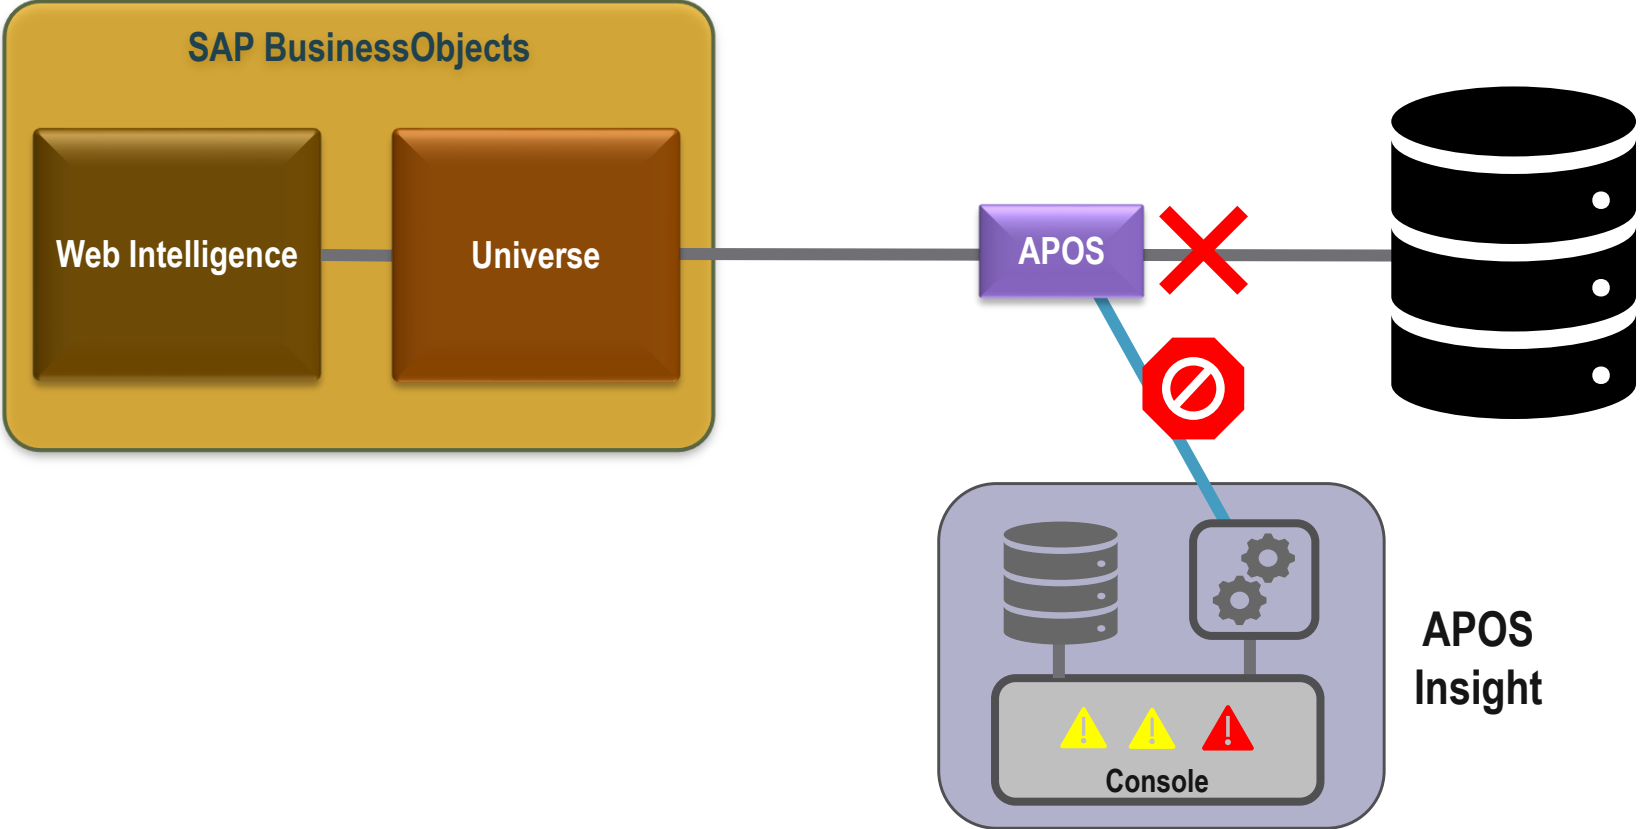 SAP BusinessObjects
Web Intelligence
Universe
APOS
APOS
Insight
Console